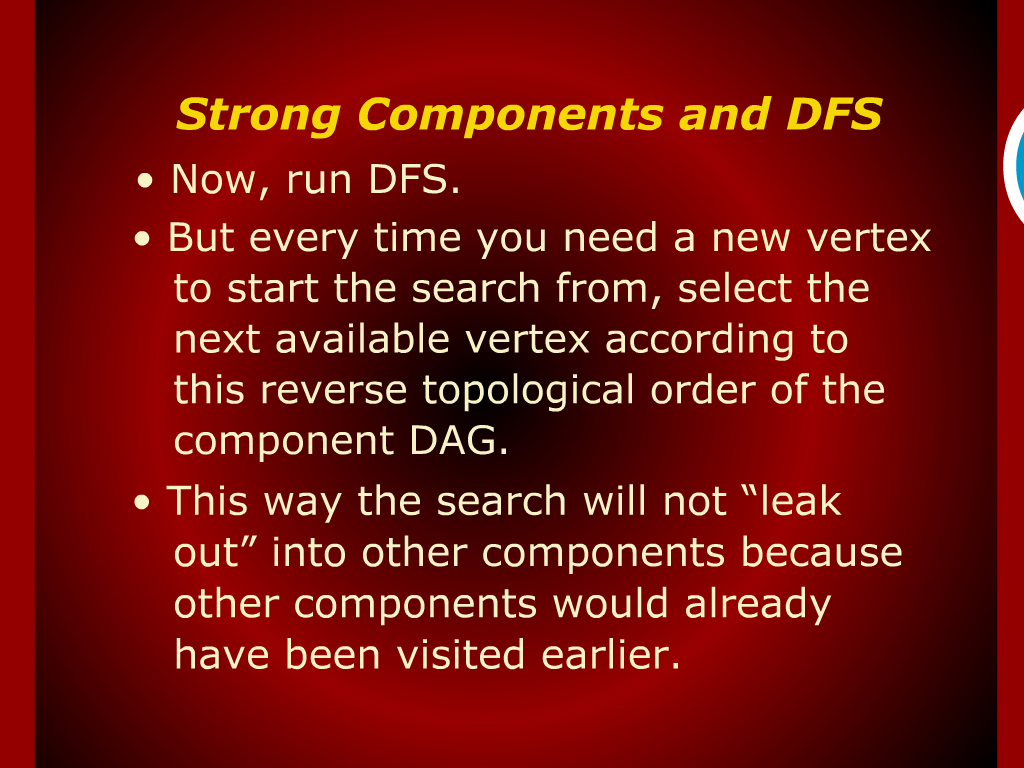 Strong Components and DFS
• Now, run DFS.
• But every time you need a new vertex
to start the search from, select the
next available vertex according to
this reverse topological order of the
component DAG.
• This way the search will not “leak
out” into other components because
other components would already
have been visited earlier.